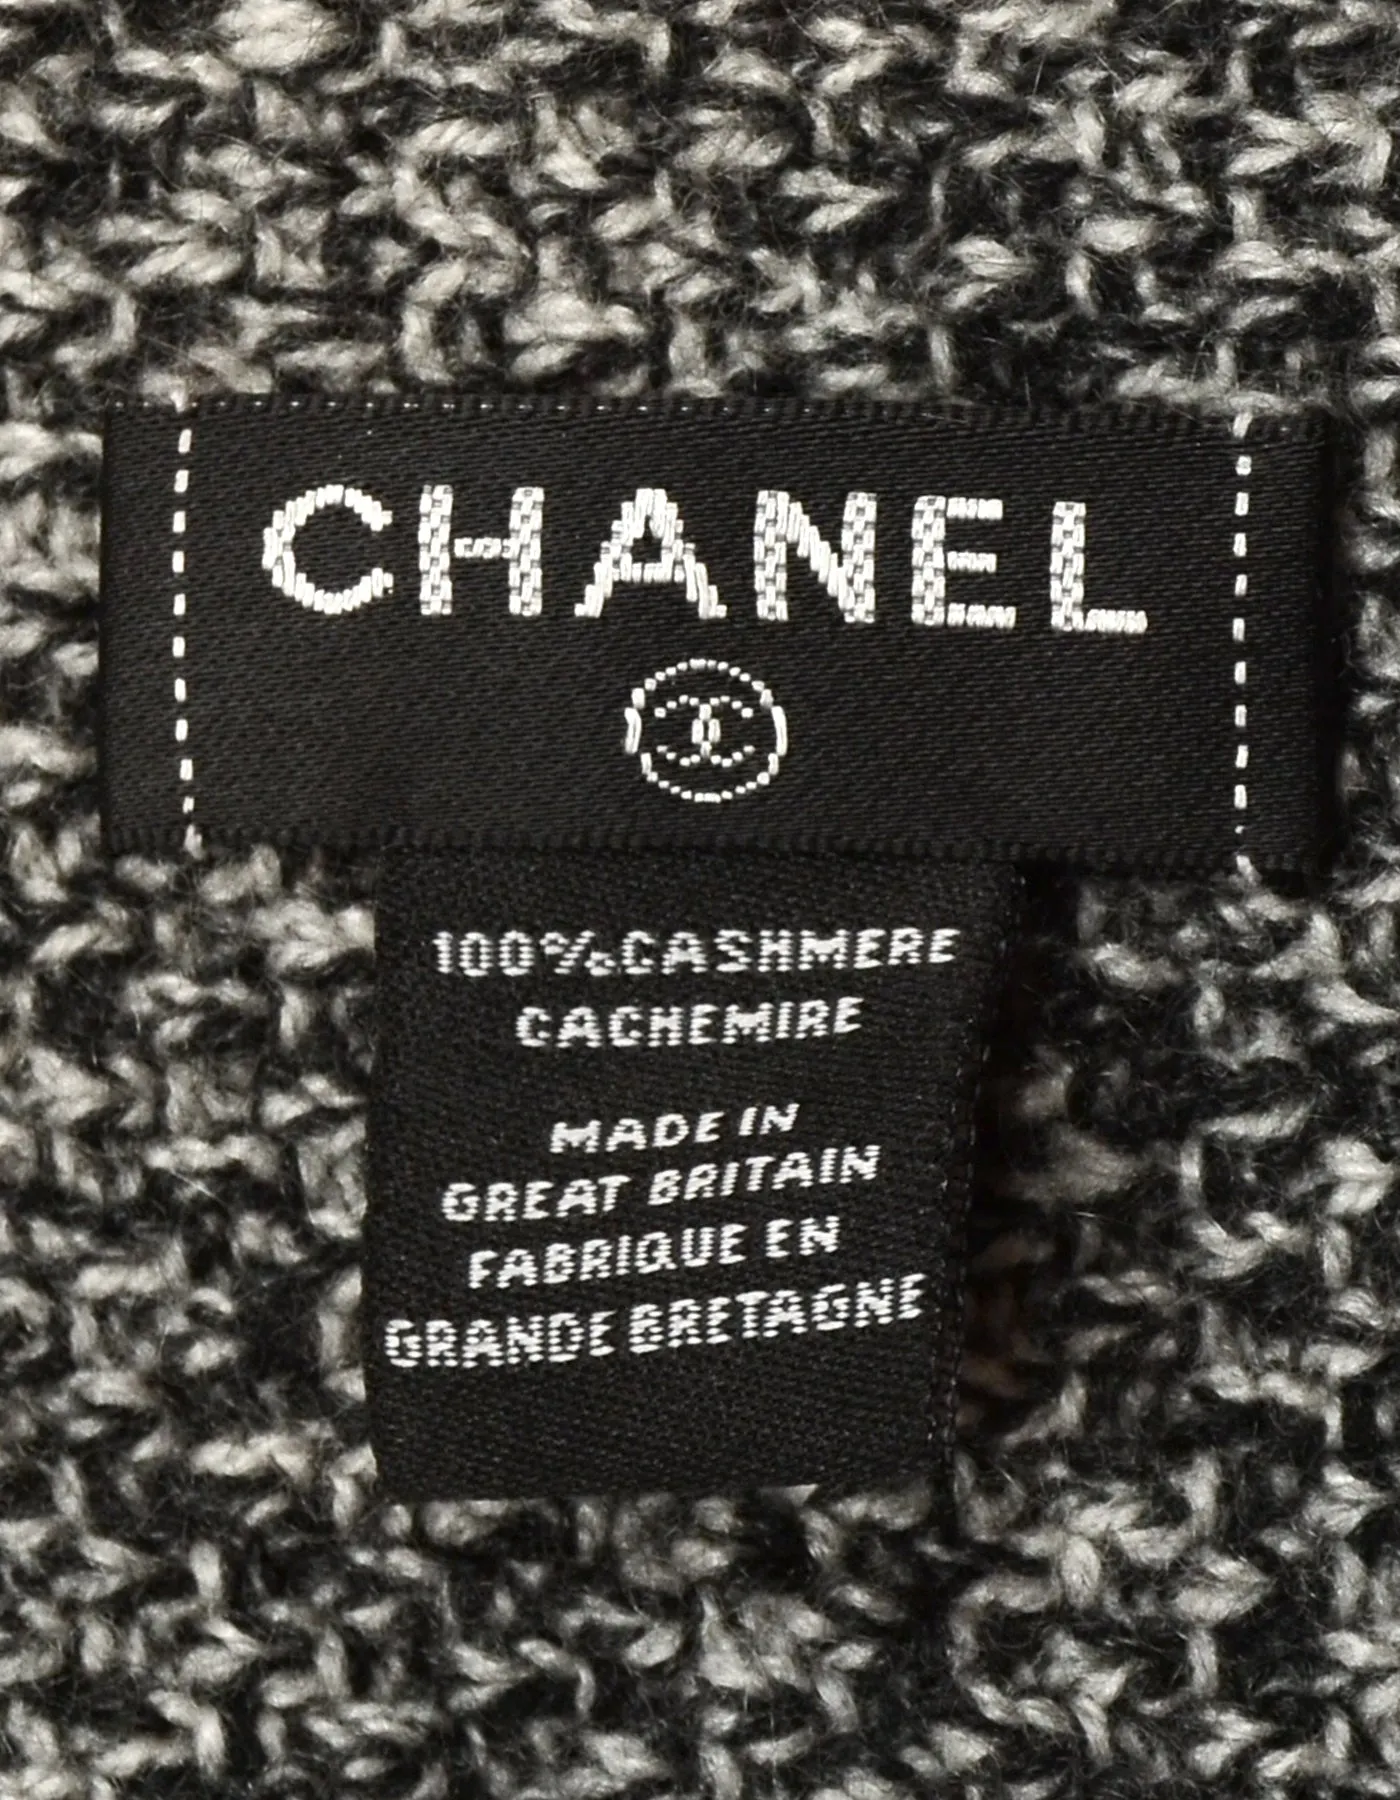 CHANEL
100%CASHMERE
CACHEMIRE
MADE IN
GREAT BRITAIN
FABRIQUE EN
GRANDE BRETAGNE